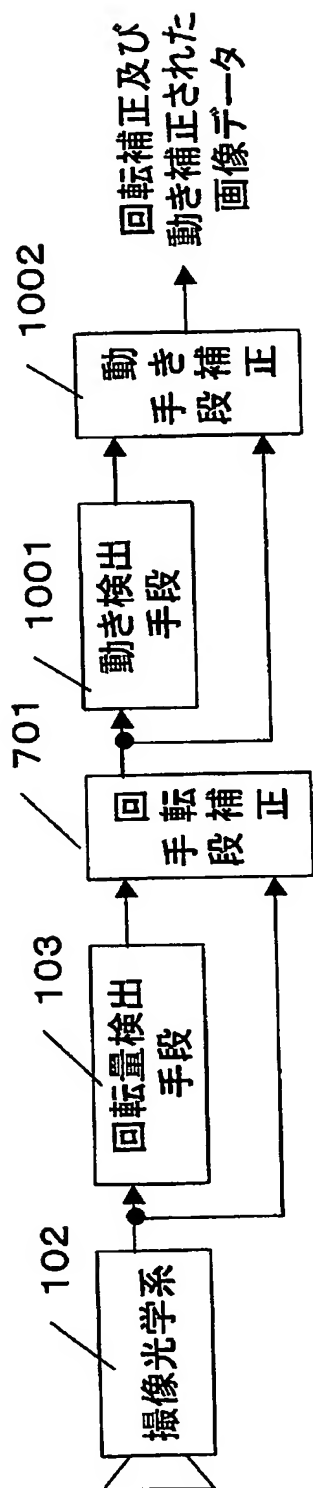 102
撮像光学系
103
回転量検出
手段
701
回転補正
手段
1001
動き検出
手段
1002
動き補正
手段
回転補正及び
動き補正された
画像データ